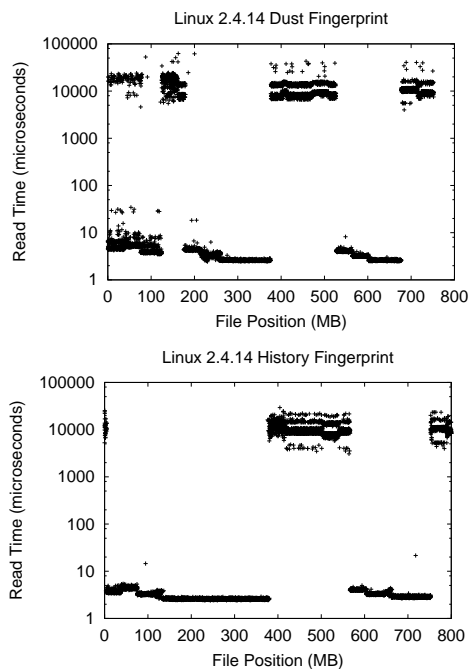 Linux 2.4.14 Dust Fingerprint
100000
10000
1000
100
10
1
Read Time (microseconds)
0 100 200 300 400 500 600 700 800
File Position (MB)
Linux 2.4.14 History Fingerprint
100000
10000
1000
100
10
1
Read Time (microseconds)
0 100 200 300 400 500 600 700 800
File Position (MB)